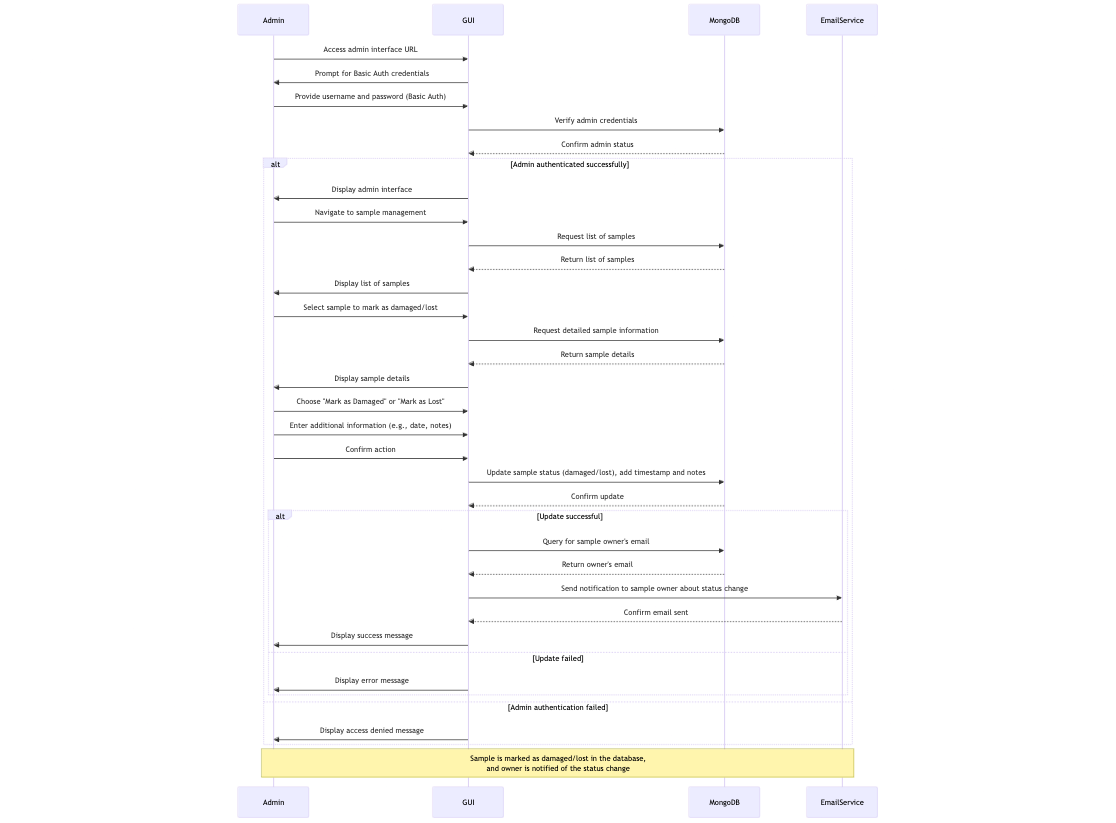 Admin
GUI
MongoDB
EmailService
Access admin interface URL
Prompt for Basic Auth credentials
Provide username and password (Basic Auth)
Verify admin credentials
Confirm admin status
alt
[Admin authenticated successfully]
Display admin interface
Navigate to sample management
Request list of samples
Return list of samples
Display list of samples
Select sample to mark as damaged/lost
Request detailed sample information
Return sample details
Display sample details
Choose "Mark as Damaged" or "Mark as Lost"
Enter additional information (e.g., date, notes)
Confirm action
Update sample status (damaged/lost), add timestamp and notes
Confirm update
alt
[Update successful]
Query for sample owner's email
Return owner's email
Send notification to sample owner about status change
Confirm email sent
Display success message
[Update failed]
Display error message
[Admin authentication failed]
Display access denied message
Sample is marked as damaged/lost in the database,
and owner is notified of the status change
Admin
GUI
MongoDB
EmailService